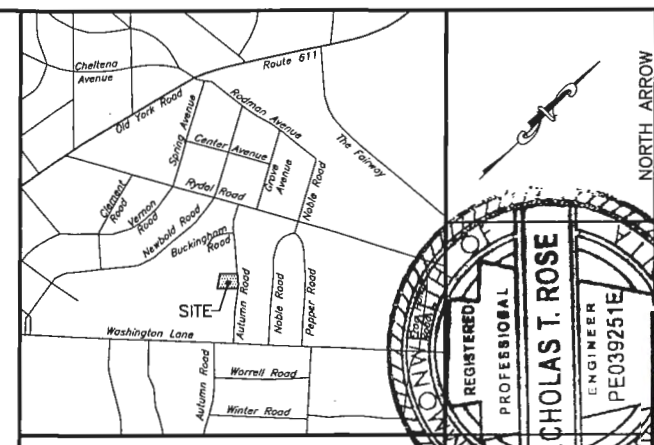 Cheltena
Avenue
Route 611
Old York Road
Spring Avenue
Rodman Avenue
Center Avenue
Grove
Avenue
The Fairway
Clement
Road
Vernon
Road
Rydal Road
Noble Road
Newbold Road
Buckingham
Road
SITE
Autumn Road
Noble Road
Pepper Road
Washington Lane
Autumn Road
Worrell Road
Winter Road
NORTH ARROW
REGISTERED
PROFESSIONAL
CHOLAS T. ROSE
ENGINEER
PE039251E